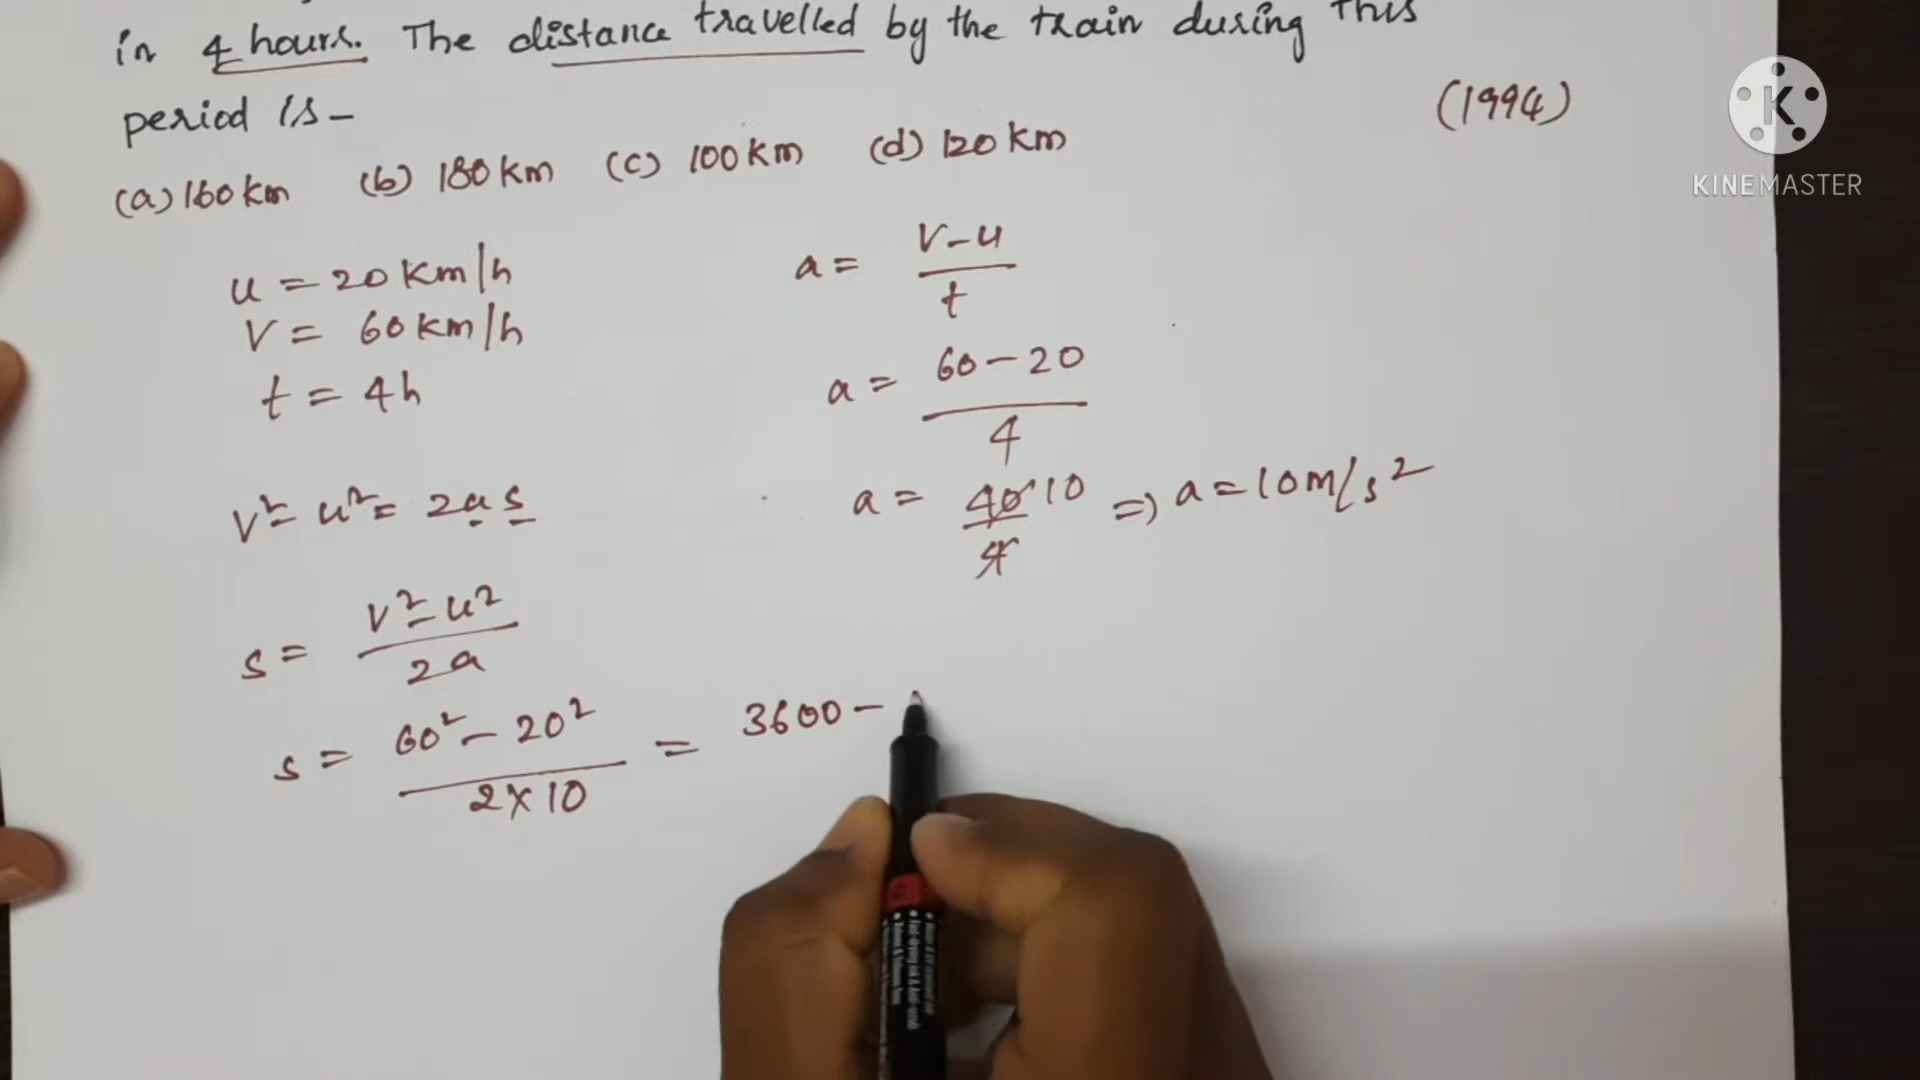 in 4 hours. The distance travelled by the train during this
period is-
(1994)
(a) 160 km (b) 180 km (c) 100 km (d) 120 km
KINEMASTER
u = 20 km/h
v = 60 km/h
t = 4h
a = v-u / t
a = 60-20 / 4
a = 40 / 4 10 => a = 10 m/s²
v² - u² = 2as
s = v² - u² / 2a
s = 60² - 20² / 2×10 = 3600 -